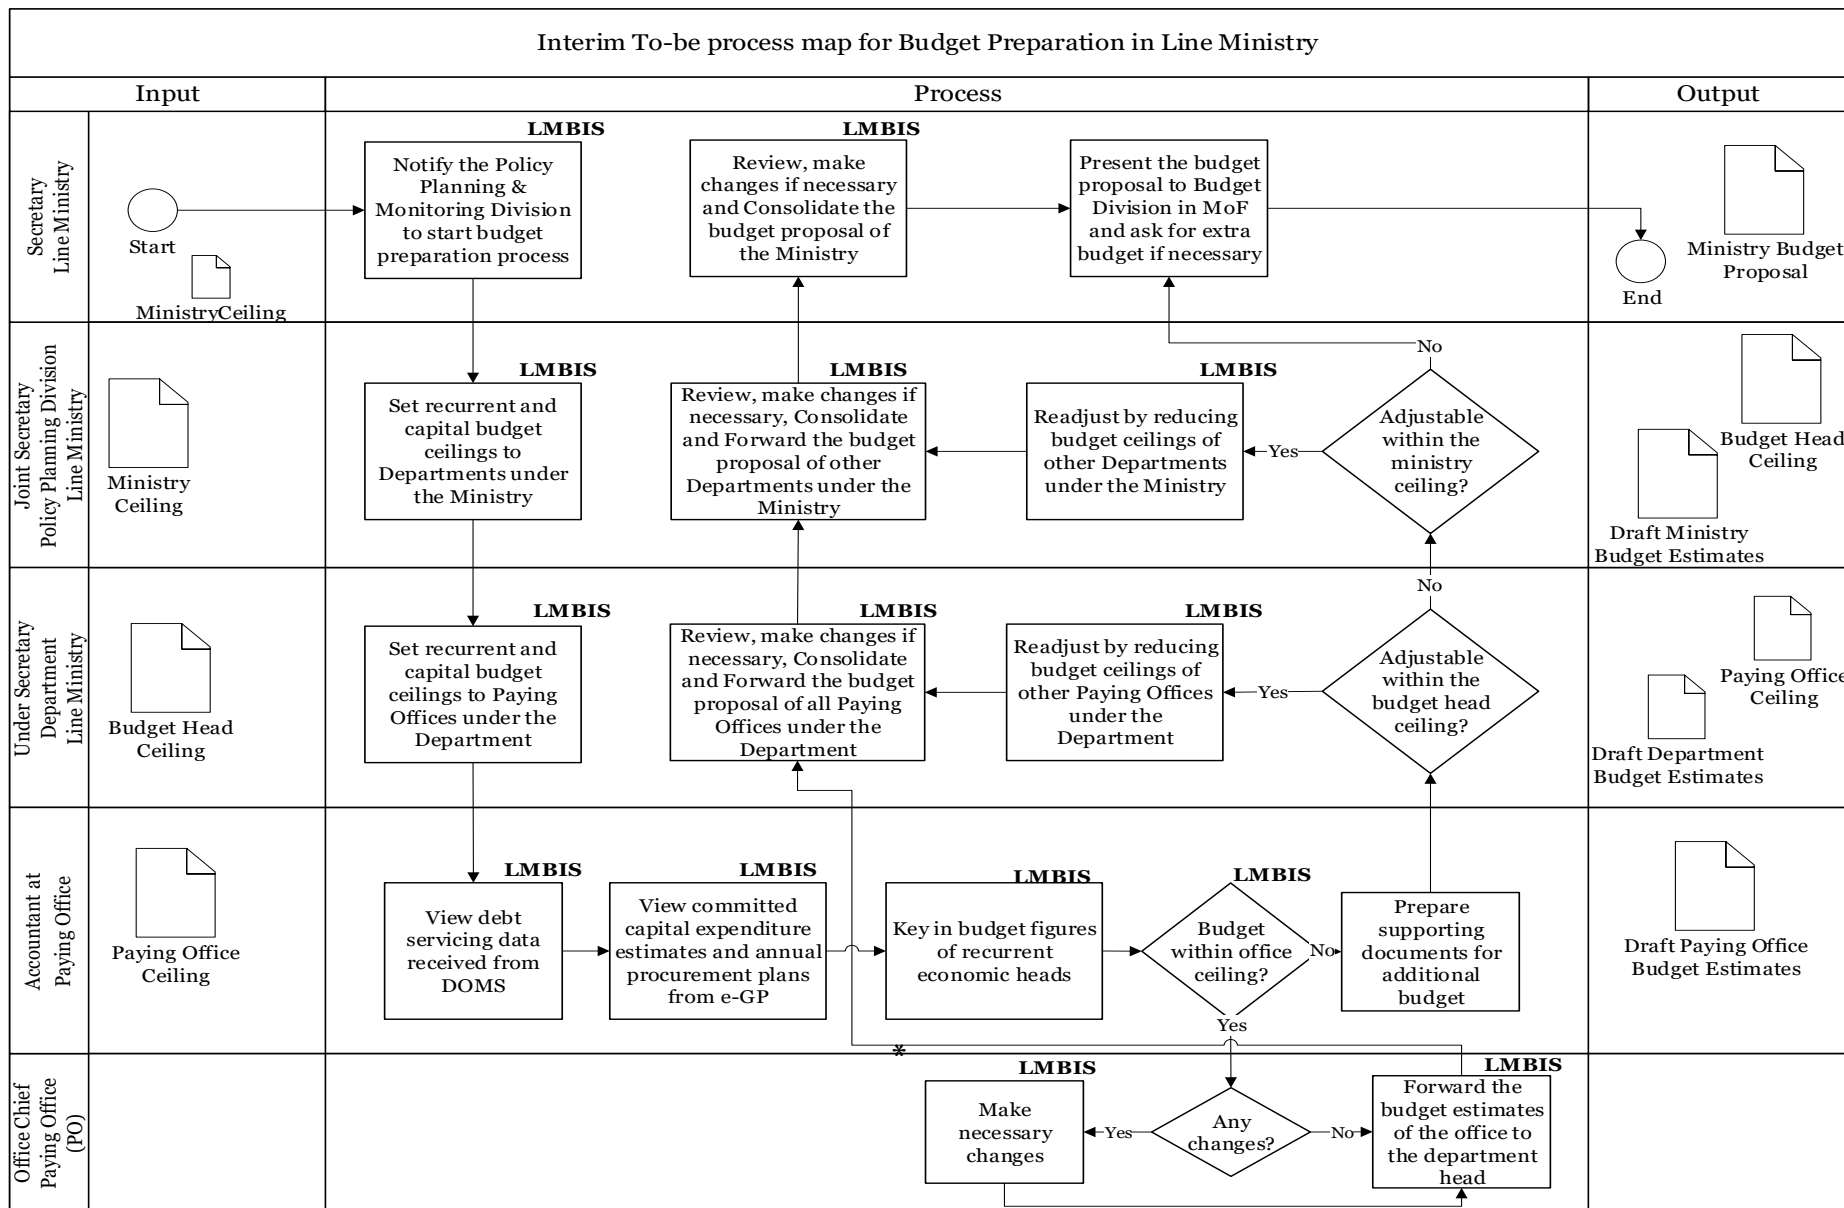 Interim To-be process map for Budget Preparation in Line Ministry
Input
Process
Output
Secretary
Line Ministry
Start
MinistryCeiling
LMBIS
Notify the Policy
Planning &
Monitoring Division
to start budget
preparation process
LMBIS
Review, make
changes if necessary
and Consolidate the
budget proposal of
the Ministry
Present the budget
proposal to Budget
Division in MoF
and ask for extra
budget if necessary
End
Ministry Budget
Proposal
Joint Secretary
Policy Planning Division
Line Ministry
Ministry
Ceiling
LMBIS
Set recurrent and
capital budget
ceilings to
Departments under
the Ministry
LMBIS
Review, make changes if
necessary, Consolidate
and Forward the budget
proposal of other
Departments under the
Ministry
LMBIS
Readjust by reducing
budget ceilings of
other Departments
under the Ministry
Yes
No
Adjustable
within the
ministry
ceiling?
Budget Head
Ceiling
Draft Ministry
Budget Estimates
Under Secretary
Department
Line Ministry
Budget Head
Ceiling
LMBIS
Set recurrent and
capital budget
ceilings to Paying
Offices under the
Department
LMBIS
Review, make changes if
necessary, Consolidate
and Forward the budget
proposal of all Paying
Offices under the
Department
LMBIS
Readjust by reducing
budget ceilings of
other Paying Offices
under the
Department
Yes
No
Adjustable
within the
budget head
ceiling?
Paying Office
Ceiling
Draft Department
Budget Estimates
Accountant at
Paying Office
Paying Office
Ceiling
LMBIS
View debt
servicing data
received from
DOMS
LMBIS
View committed
capital expenditure
estimates and annual
procurement plans
from e-GP
LMBIS
Key in budget figures
of recurrent
economic heads
LMBIS
Budget
within office
ceiling?
No
Yes
Prepare
supporting
documents for
additional
budget
Draft Paying Office
Budget Estimates
*
Office Chief
Paying Office
(PO)
LMBIS
Make
necessary
changes
Yes
Any
changes?
No
LMBIS
Forward the
budget estimates
of the office to
the department
head